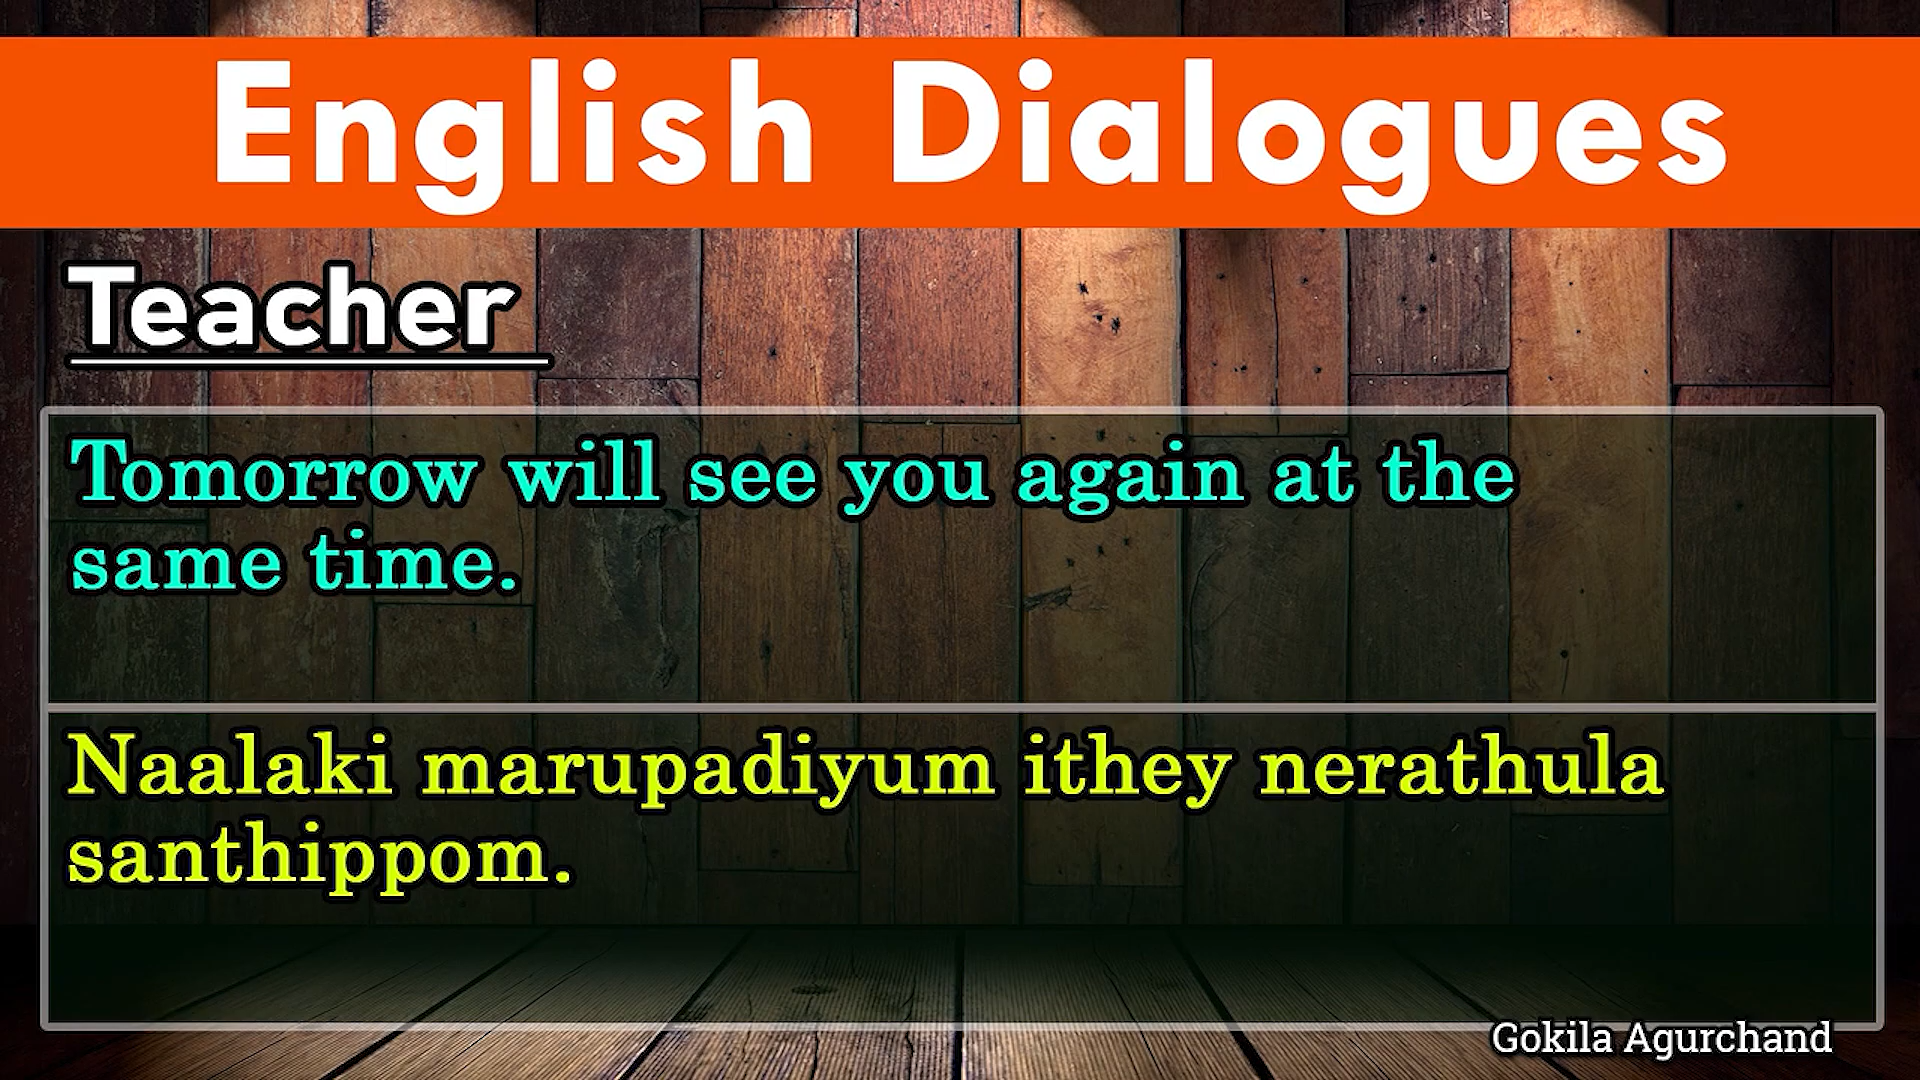 English Dialogues
Teacher
Tomorrow will see you again at the
same time.
Naalaki marupadiyum ithey nerathula
santhippom.
Gokila Agurchand